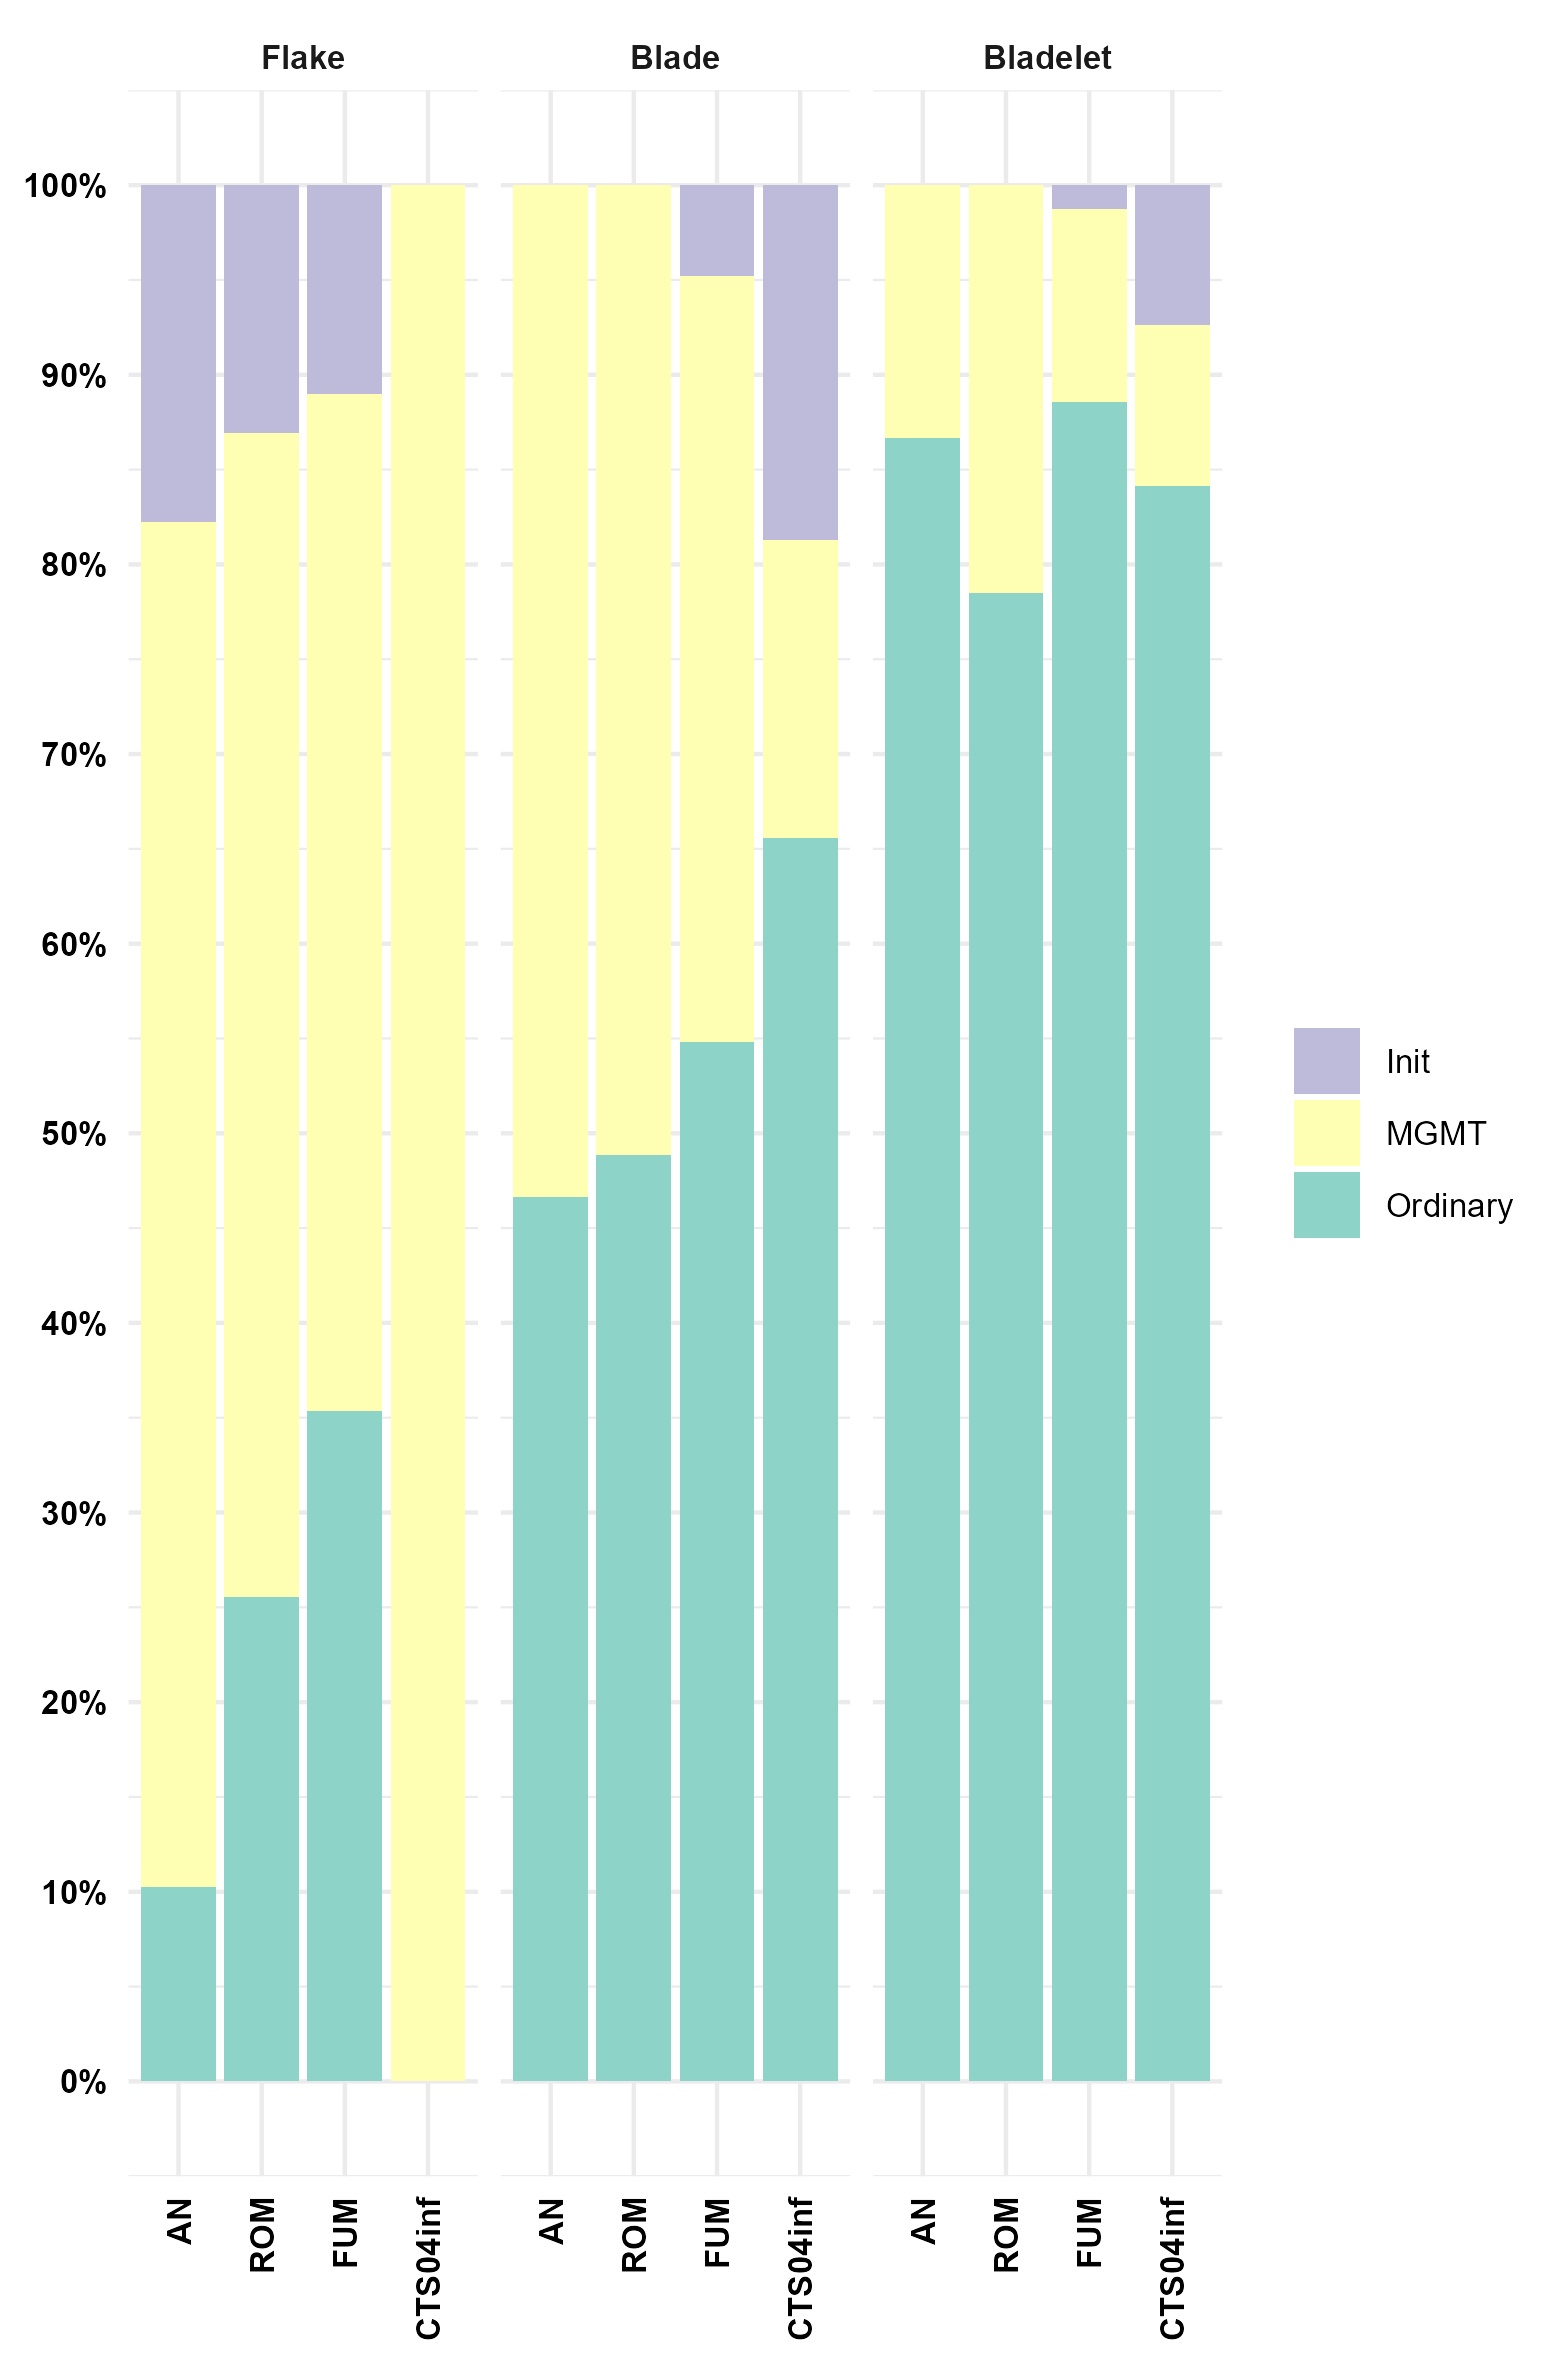 Flake Blade Bladelet
100%
90%
80%
70%
60%
50%
40%
30%
20%
10%
0%
AN ROM FUM CTS04inf AN ROM FUM CTS04inf AN ROM FUM CTS04inf
Init
MGMT
Ordinary